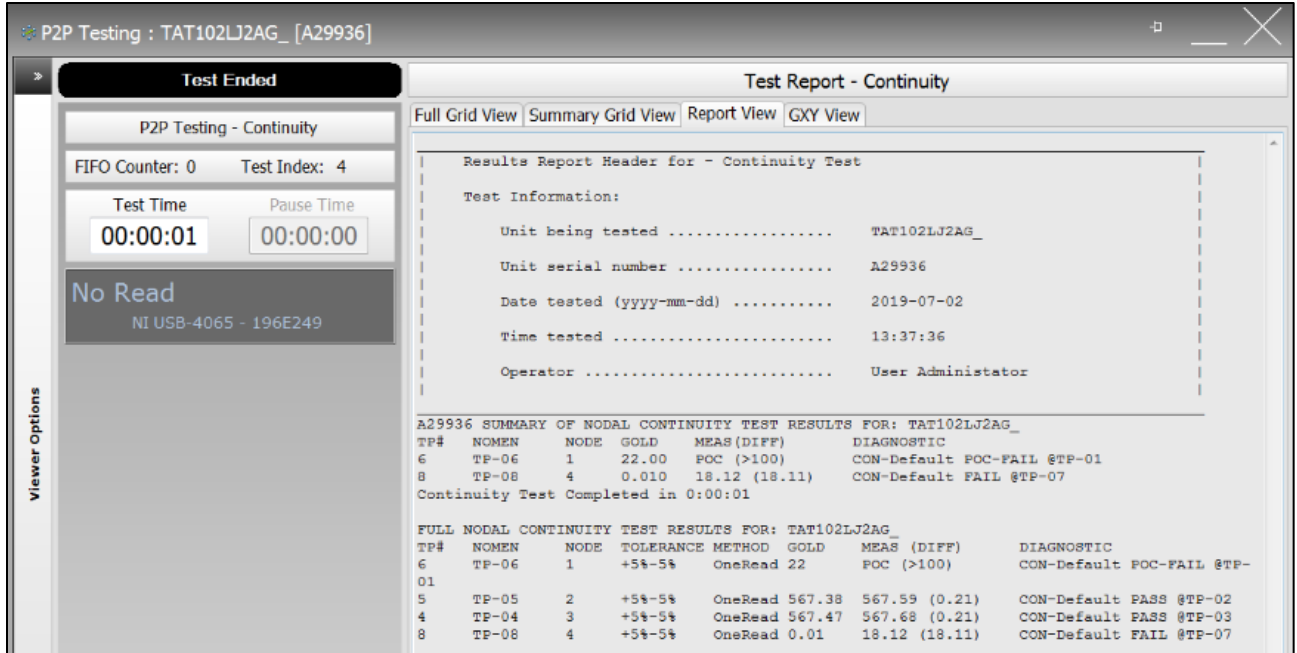 P2P Testing : TAT102LJ2AG_ [A29936]
»
Viewer Options
Test Ended
P2P Testing - Continuity
FIFO Counter: 0 Test Index: 4
Test Time Pause Time
00:00:01 00:00:00
No Read
NI USB-4065 - 196E249
Test Report - Continuity
Full Grid View Summary Grid View Report View GXY View
Results Report Header for - Continuity Test
Test Information:
Unit being tested .................. TAT102LJ2AG_
Unit serial number ................. A29936
Date tested (yyyy-mm-dd) ........... 2019-07-02
Time tested ........................ 13:37:36
Operator ........................... User Administator
A29936 SUMMARY OF NODAL CONTINUITY TEST RESULTS FOR: TAT102LJ2AG_
TP# NOMEN NODE GOLD MEAS(DIFF) DIAGNOSTIC
6 TP-06 1 22.00 POC (>100) CON-Default POC-FAIL @TP-01
8 TP-08 4 0.010 18.12 (18.11) CON-Default FAIL @TP-07
Continuity Test Completed in 0:00:01
FULL NODAL CONTINUITY TEST RESULTS FOR: TAT102LJ2AG_
TP# NOMEN NODE TOLERANCE METHOD GOLD MEAS (DIFF) DIAGNOSTIC
6 TP-06 1 +5%-5% OneRead 22 POC (>100) CON-Default POC-FAIL @TP-
01
5 TP-05 2 +5%-5% OneRead 567.38 567.59 (0.21) CON-Default PASS @TP-02
4 TP-04 3 +5%-5% OneRead 567.47 567.68 (0.21) CON-Default PASS @TP-03
8 TP-08 4 +5%-5% OneRead 0.01 18.12 (18.11) CON-Default FAIL @TP-07